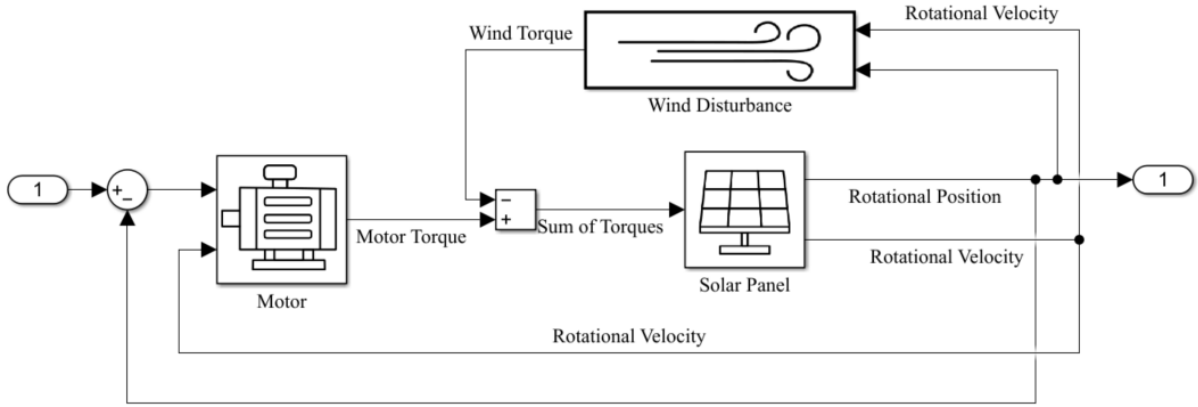 Rotational Velocity
Wind Torque
Wind Disturbance
1
+
−
−
+
Motor Torque
Sum of Torques
Rotational Position
1
Rotational Velocity
Solar Panel
Motor
Rotational Velocity